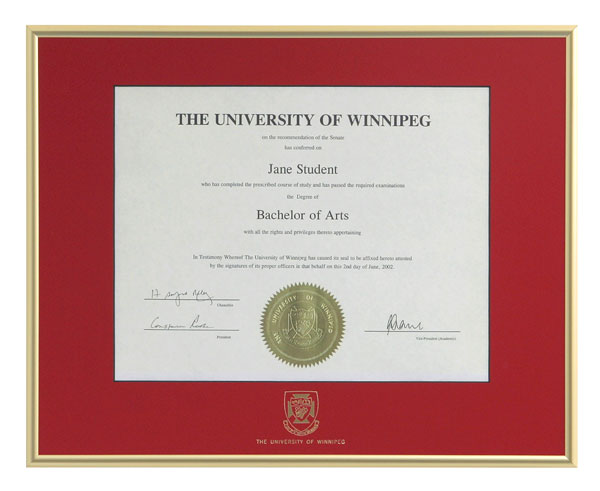 THE UNIVERSITY OF WINNIPEG
on the recommendation of the Senate
has conferred on
Jane Student
who has completed the prescribed course of study and has passed the required examinations
the Degree of
Bachelor of Arts
with all the rights and privileges thereto appertaining
In Testimony Whereof The University of Winnipeg has caused its seal to be affixed hereto attested
by the signatures of its proper officers in that behalf on this 2nd day of June, 2002.
Chancellor
President
Vice-President (Academic)
THE UNIVERSITY OF WINNIPEG
THE UNIVERSITY OF WINNIPEG